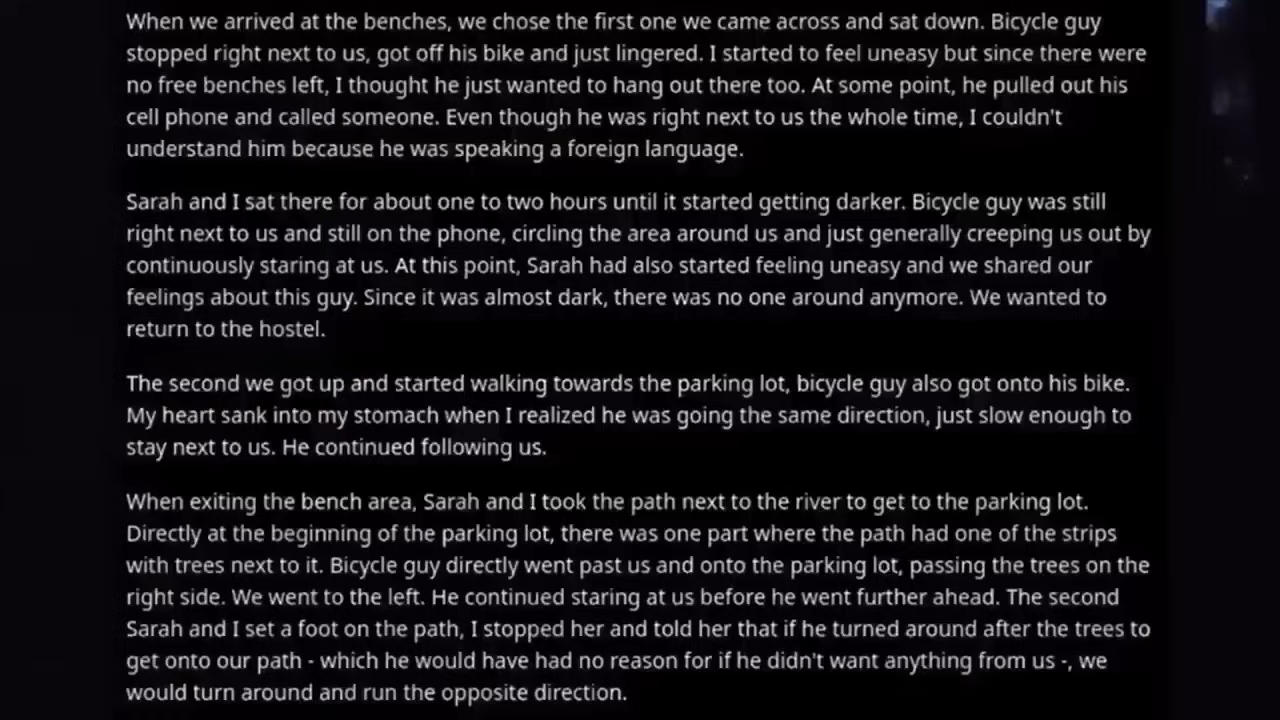 When we arrived at the benches, we chose the first one we came across and sat down. Bicycle guy
stopped right next to us, got off his bike and just lingered. I started to feel uneasy but since there were
no free benches left, I thought he just wanted to hang out there too. At some point, he pulled out his
cell phone and called someone. Even though he was right next to us the whole time, I couldn't
understand him because he was speaking a foreign language.
Sarah and I sat there for about one to two hours until it started getting darker. Bicycle guy was still
right next to us and still on the phone, circling the area around us and just generally creeping us out by
continuously staring at us. At this point, Sarah had also started feeling uneasy and we shared our
feelings about this guy. Since it was almost dark, there was no one around anymore. We wanted to
return to the hostel.
The second we got up and started walking towards the parking lot, bicycle guy also got onto his bike.
My heart sank into my stomach when I realized he was going the same direction, just slow enough to
stay next to us. He continued following us.
When exiting the bench area, Sarah and I took the path next to the river to get to the parking lot.
Directly at the beginning of the parking lot, there was one part where the path had one of the strips
with trees next to it. Bicycle guy directly went past us and onto the parking lot, passing the trees on the
right side. We went to the left. He continued staring at us before he went further ahead. The second
Sarah and I set a foot on the path, I stopped her and told her that if he turned around after the trees to
get onto our path - which he would have had no reason for if he didn't want anything from us -, we
would turn around and run the opposite direction.